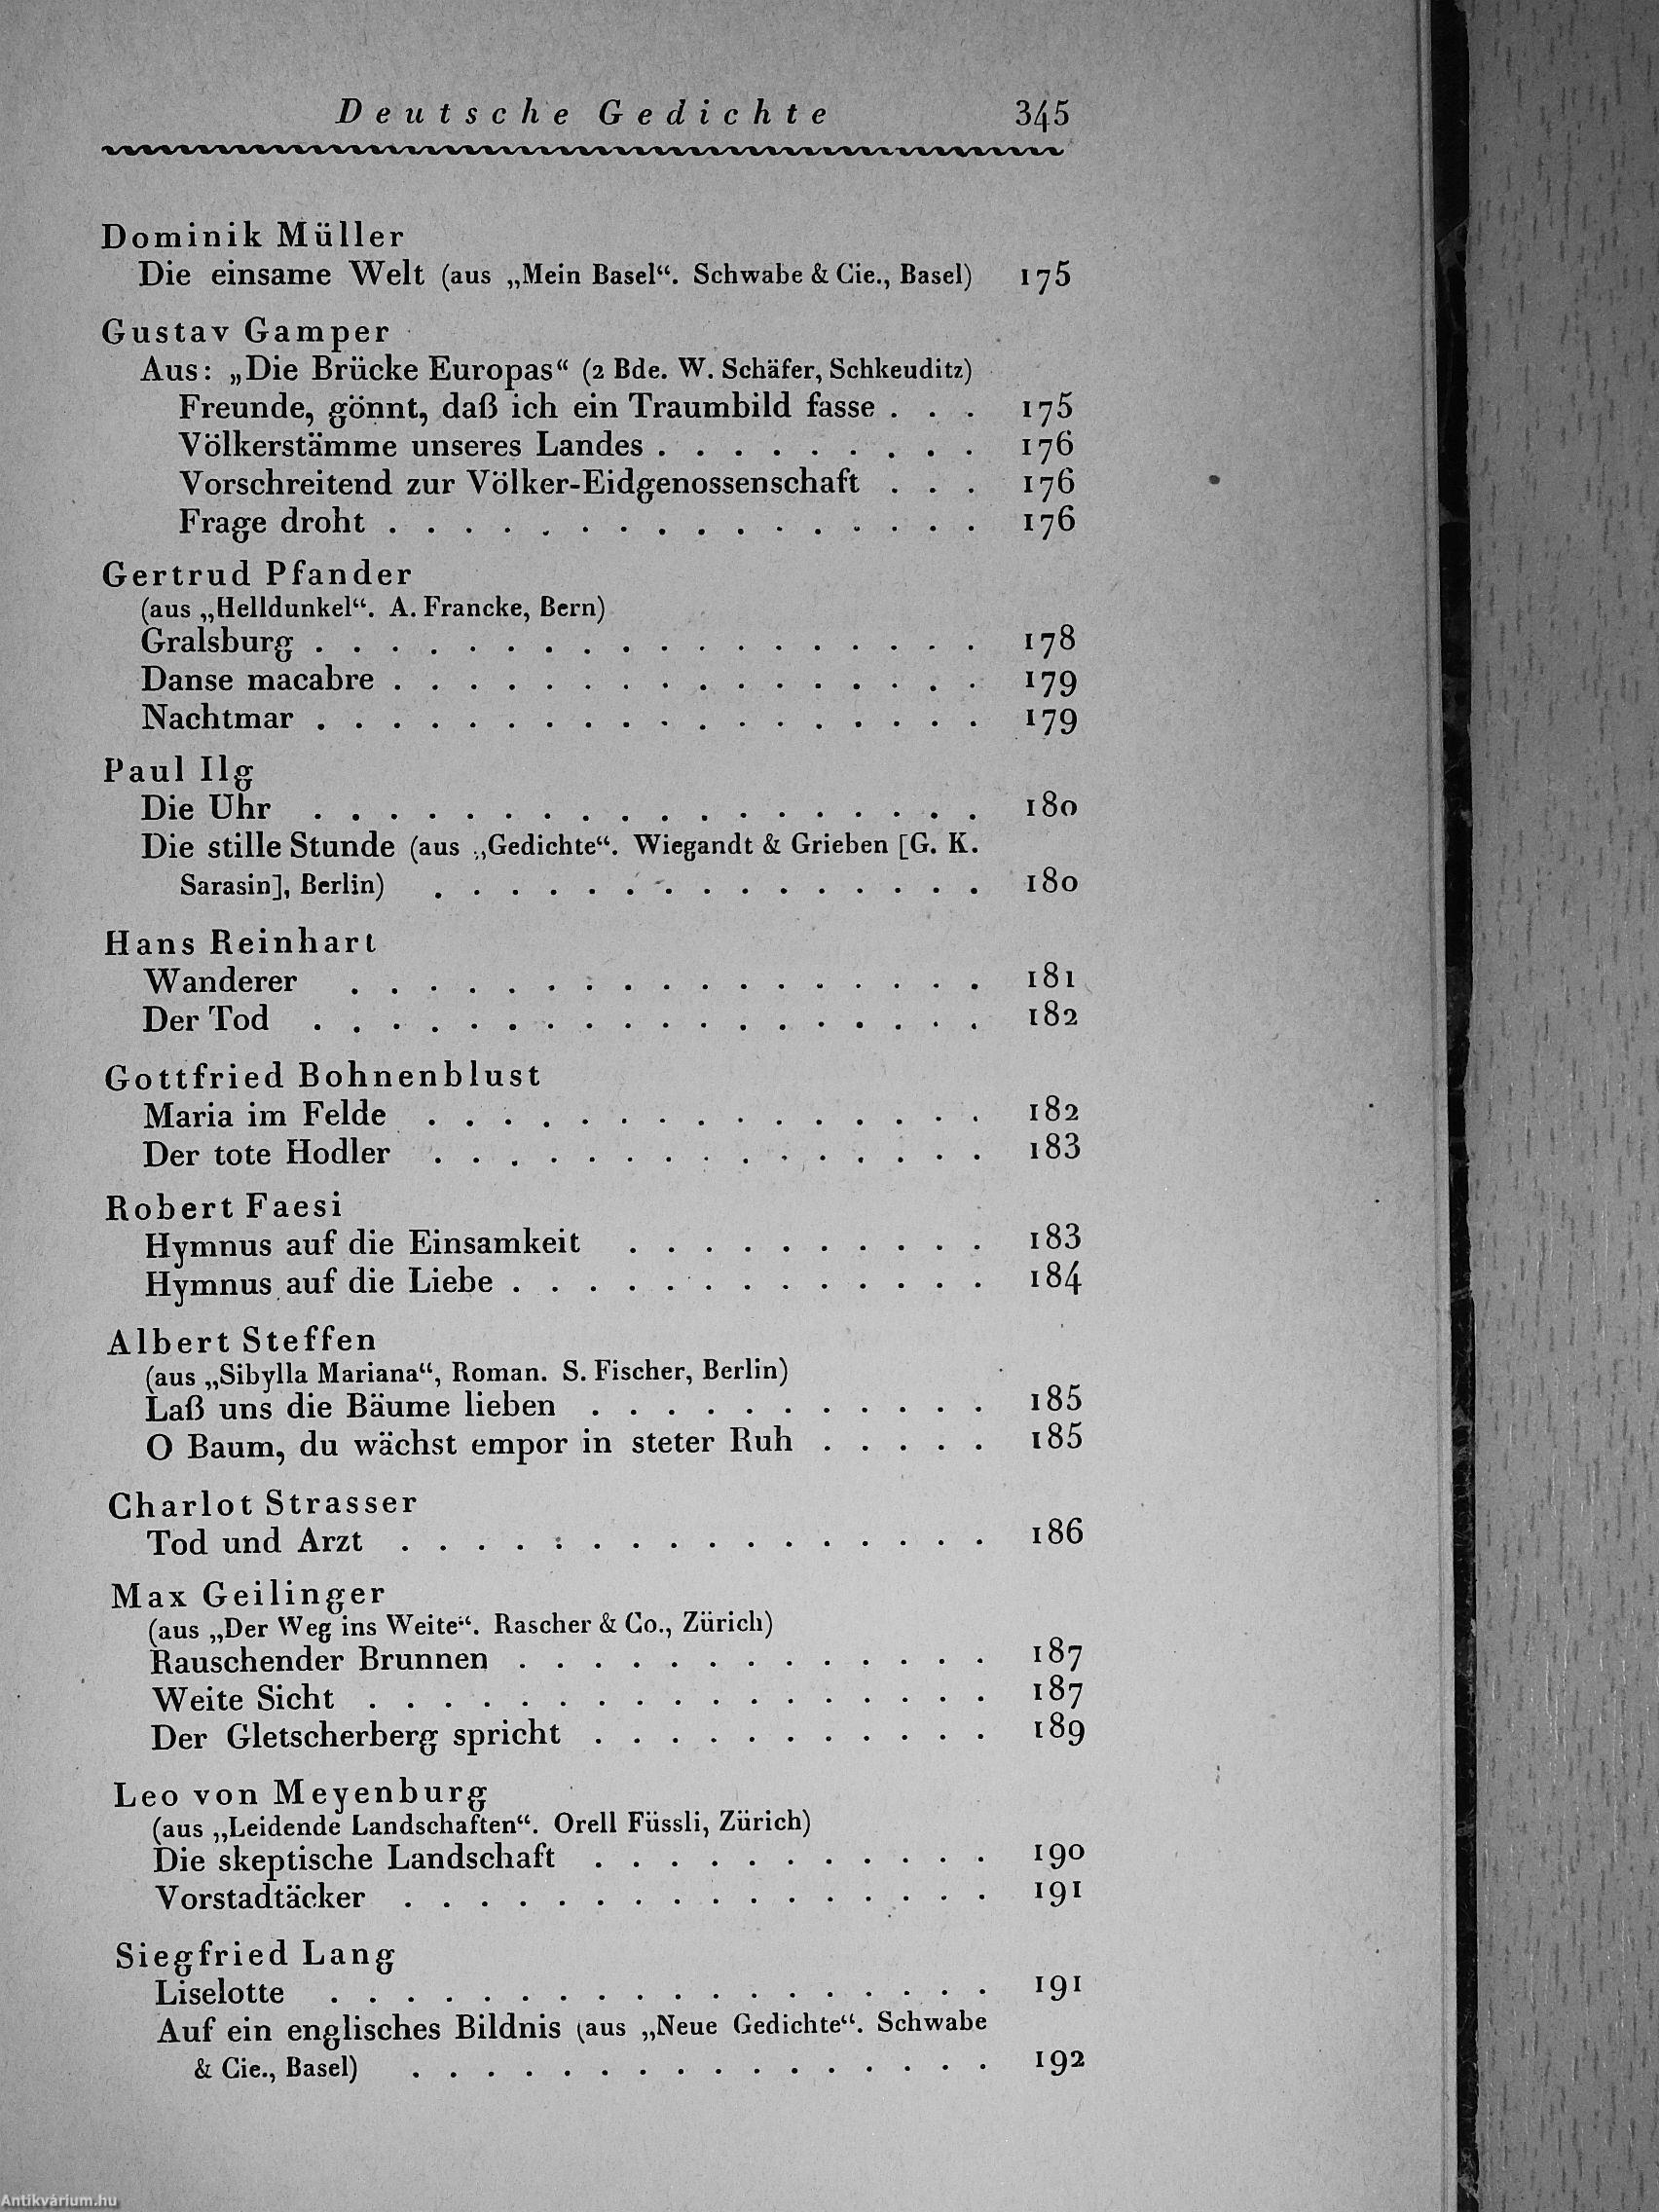 Deutsche Gedichte 345
Dominik Müller
Die einsame Welt (aus „Mein Basel“. Schwabe & Cie., Basel) 175
Gustav Gamper
Aus: „Die Brücke Europas“ (2 Bde. W. Schäfer, Schkeuditz)
Freunde, gönnt, daß ich ein Traumbild fasse . . . 175
Völkerstämme unseres Landes . . . . . . . . . 176
Vorschreitend zur Völker-Eidgenossenschaft . . . 176
Frage droht . . . . . . . . . . . . . . . . 176
Gertrud Pfander
(aus „Helldunkel“. A. Francke, Bern)
Gralsburg . . . . . . . . . . . . . . . . . . 178
Danse macabre . . . . . . . . . . . . . . . . 179
Nachtmar . . . . . . . . . . . . . . . . . . 179
Paul Ilg
Die Uhr . . . . . . . . . . . . . . . . . . 180
Die stille Stunde (aus „Gedichte“. Wiegandt & Grieben [G. K.
Sarasin], Berlin) . . . . . . . . . . . . . . . 180
Hans Reinhart
Wanderer . . . . . . . . . . . . . . . . . 181
Der Tod . . . . . . . . . . . . . . . . . . 182
Gottfried Bohnenblust
Maria im Felde . . . . . . . . . . . . . . . 182
Der tote Hodler . . . . . . . . . . . . . . . 183
Robert Faesi
Hymnus auf die Einsamkeit . . . . . . . . . . 183
Hymnus auf die Liebe . . . . . . . . . . . . . 184
Albert Steffen
(aus „Sibylla Mariana“, Roman. S. Fischer, Berlin)
Laß uns die Bäume lieben . . . . . . . . . . . 185
O Baum, du wächst empor in steter Ruh . . . . . 185
Charlot Strasser
Tod und Arzt . . . . . . . . . . . . . . . . 186
Max Geilinger
(aus „Der Weg ins Weite“. Rascher & Co., Zürich)
Rauschender Brunnen . . . . . . . . . . . . . 187
Weite Sicht . . . . . . . . . . . . . . . . . 187
Der Gletscherberg spricht . . . . . . . . . . . 189
Leo von Meyenburg
(aus „Leidende Landschaften“. Orell Füssli, Zürich)
Die skeptische Landschaft . . . . . . . . . . . 190
Vorstadtäcker . . . . . . . . . . . . . . . . 191
Siegfried Lang
Liselotte . . . . . . . . . . . . . . . . . . 191
Auf ein englisches Bildnis (aus „Neue Gedichte“. Schwabe
& Cie., Basel) . . . . . . . . . . . . . . . . 192
Antikvárium.hu